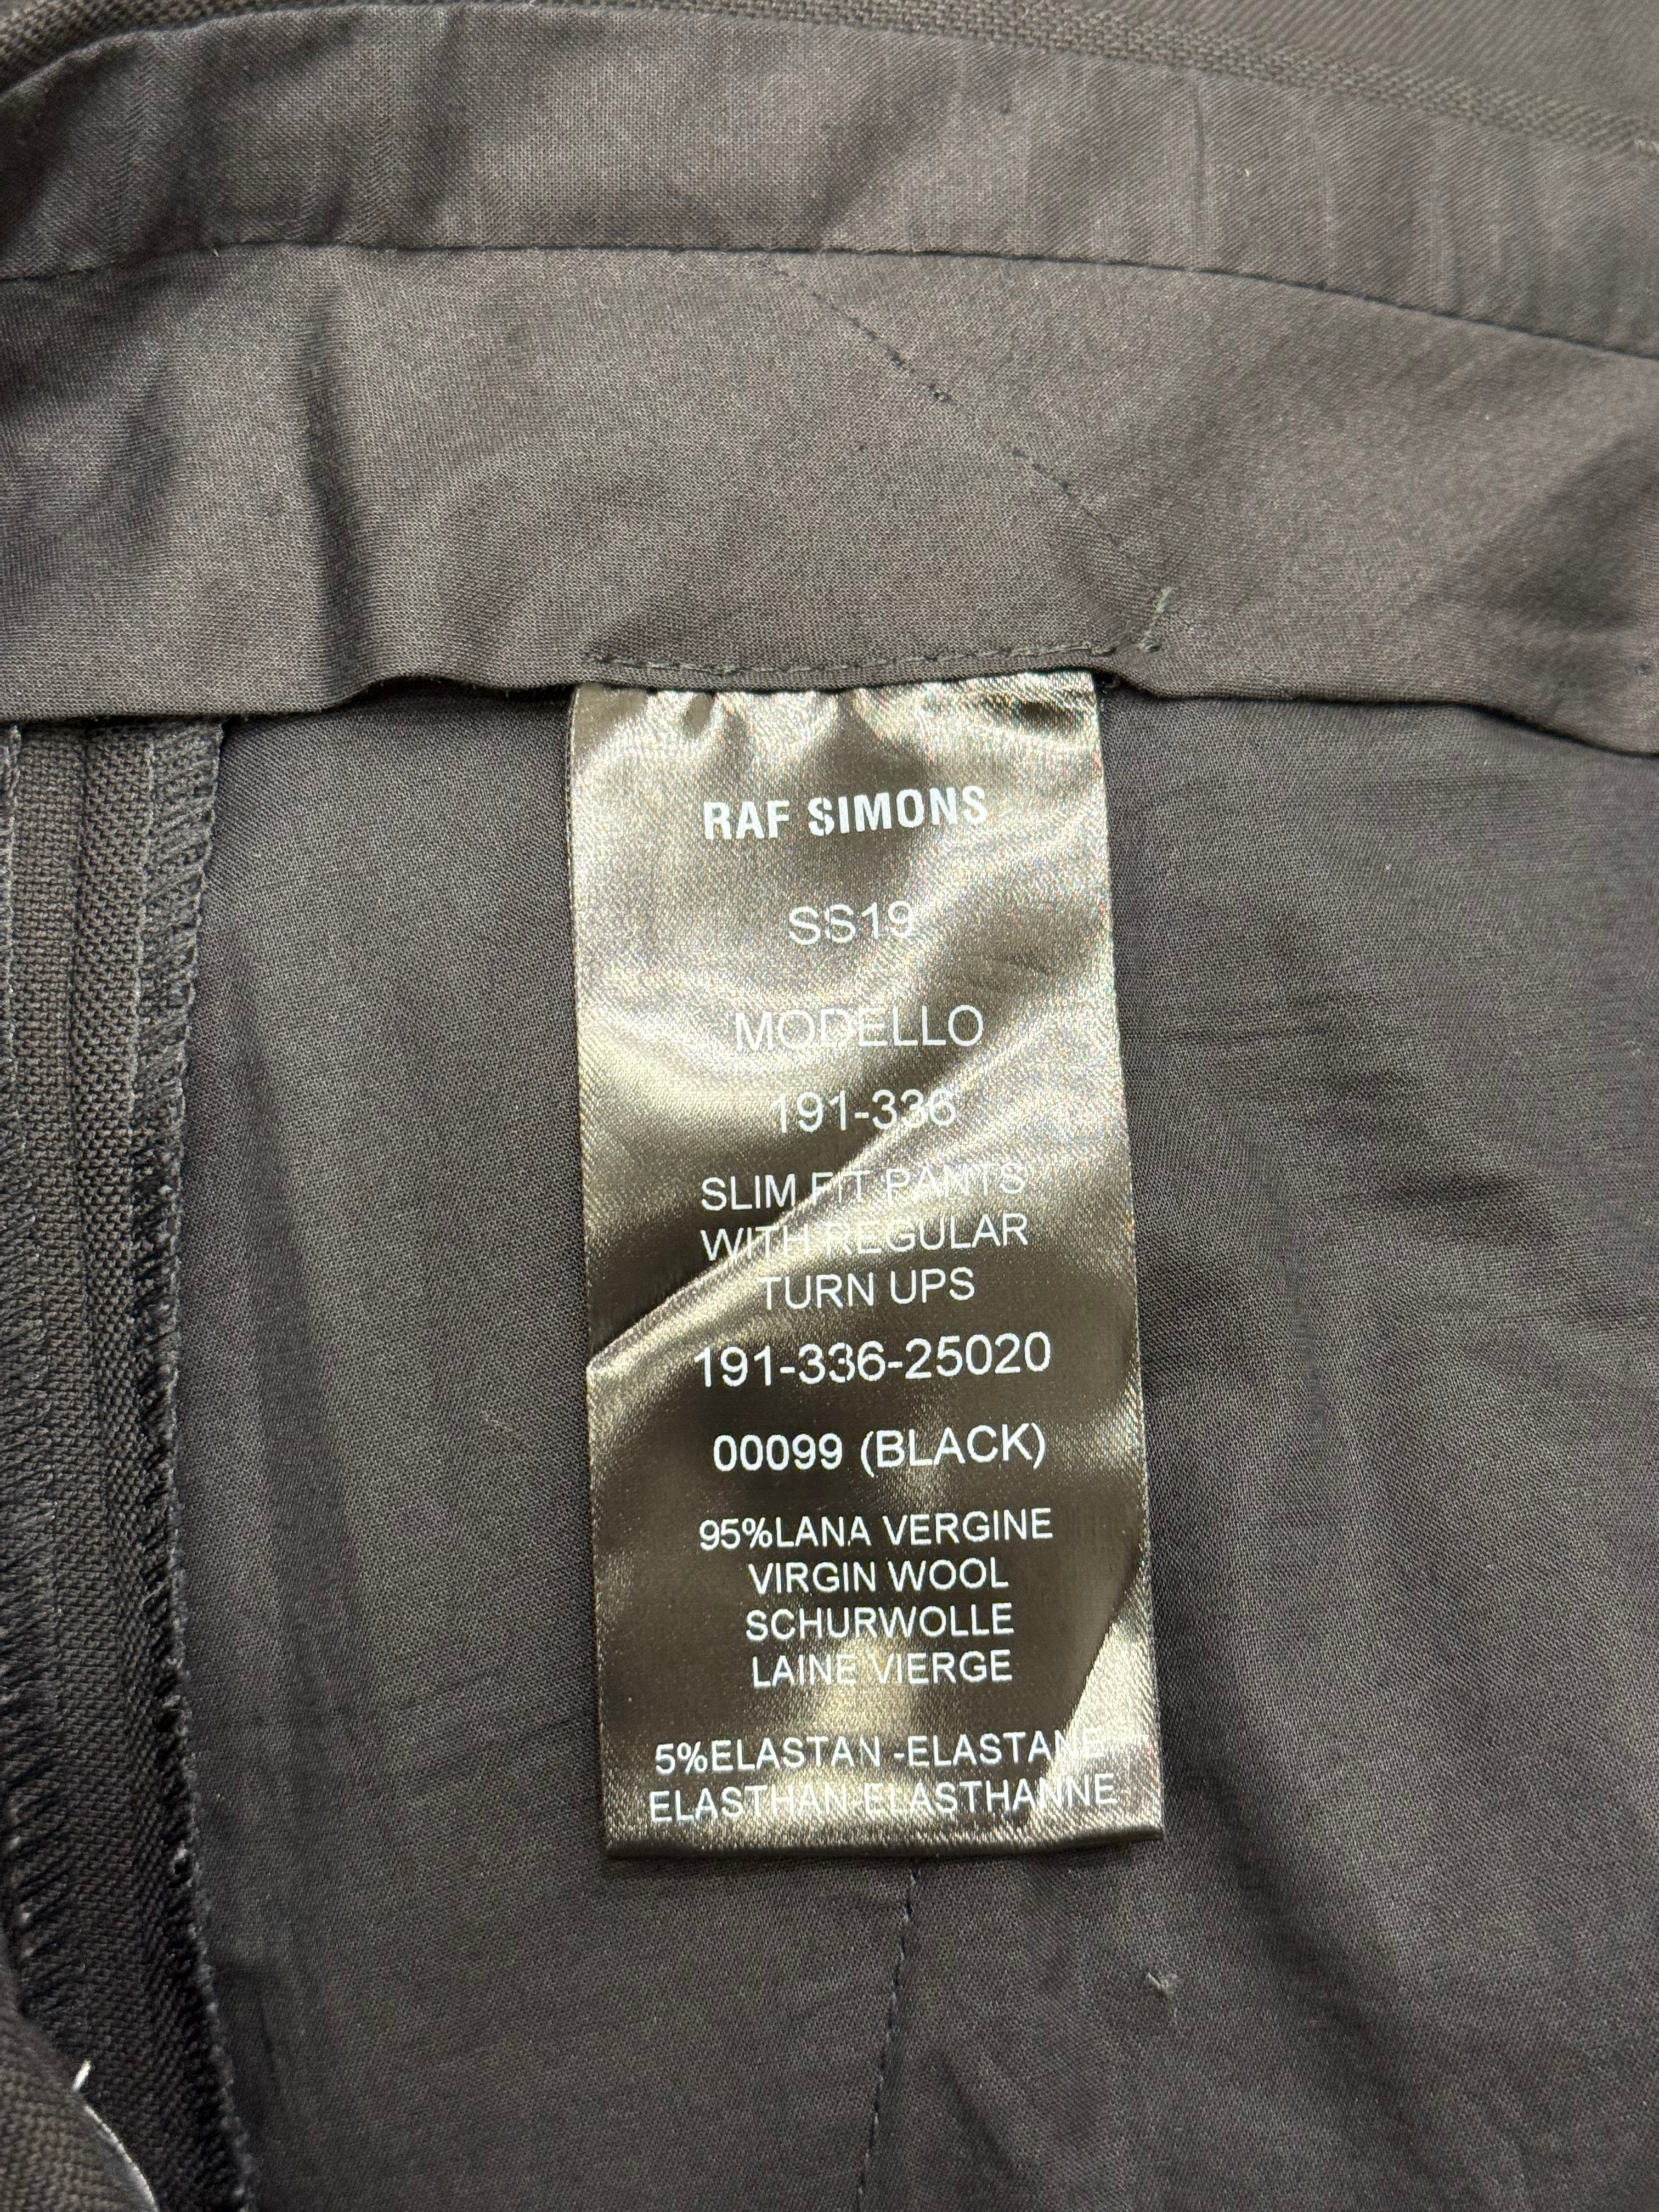 RAF SIMONS
SS19
MODELLO
191-336
SLIM FIT PANTS
WITH REGULAR
TURN UPS
191-336-25020
00099 (BLACK)
95%LANA VERGINE
VIRGIN WOOL
SCHURWOLLE
LAINE VIERGE
5%ELASTAN -ELASTANE
ELASTHAN-ELASTHANNE